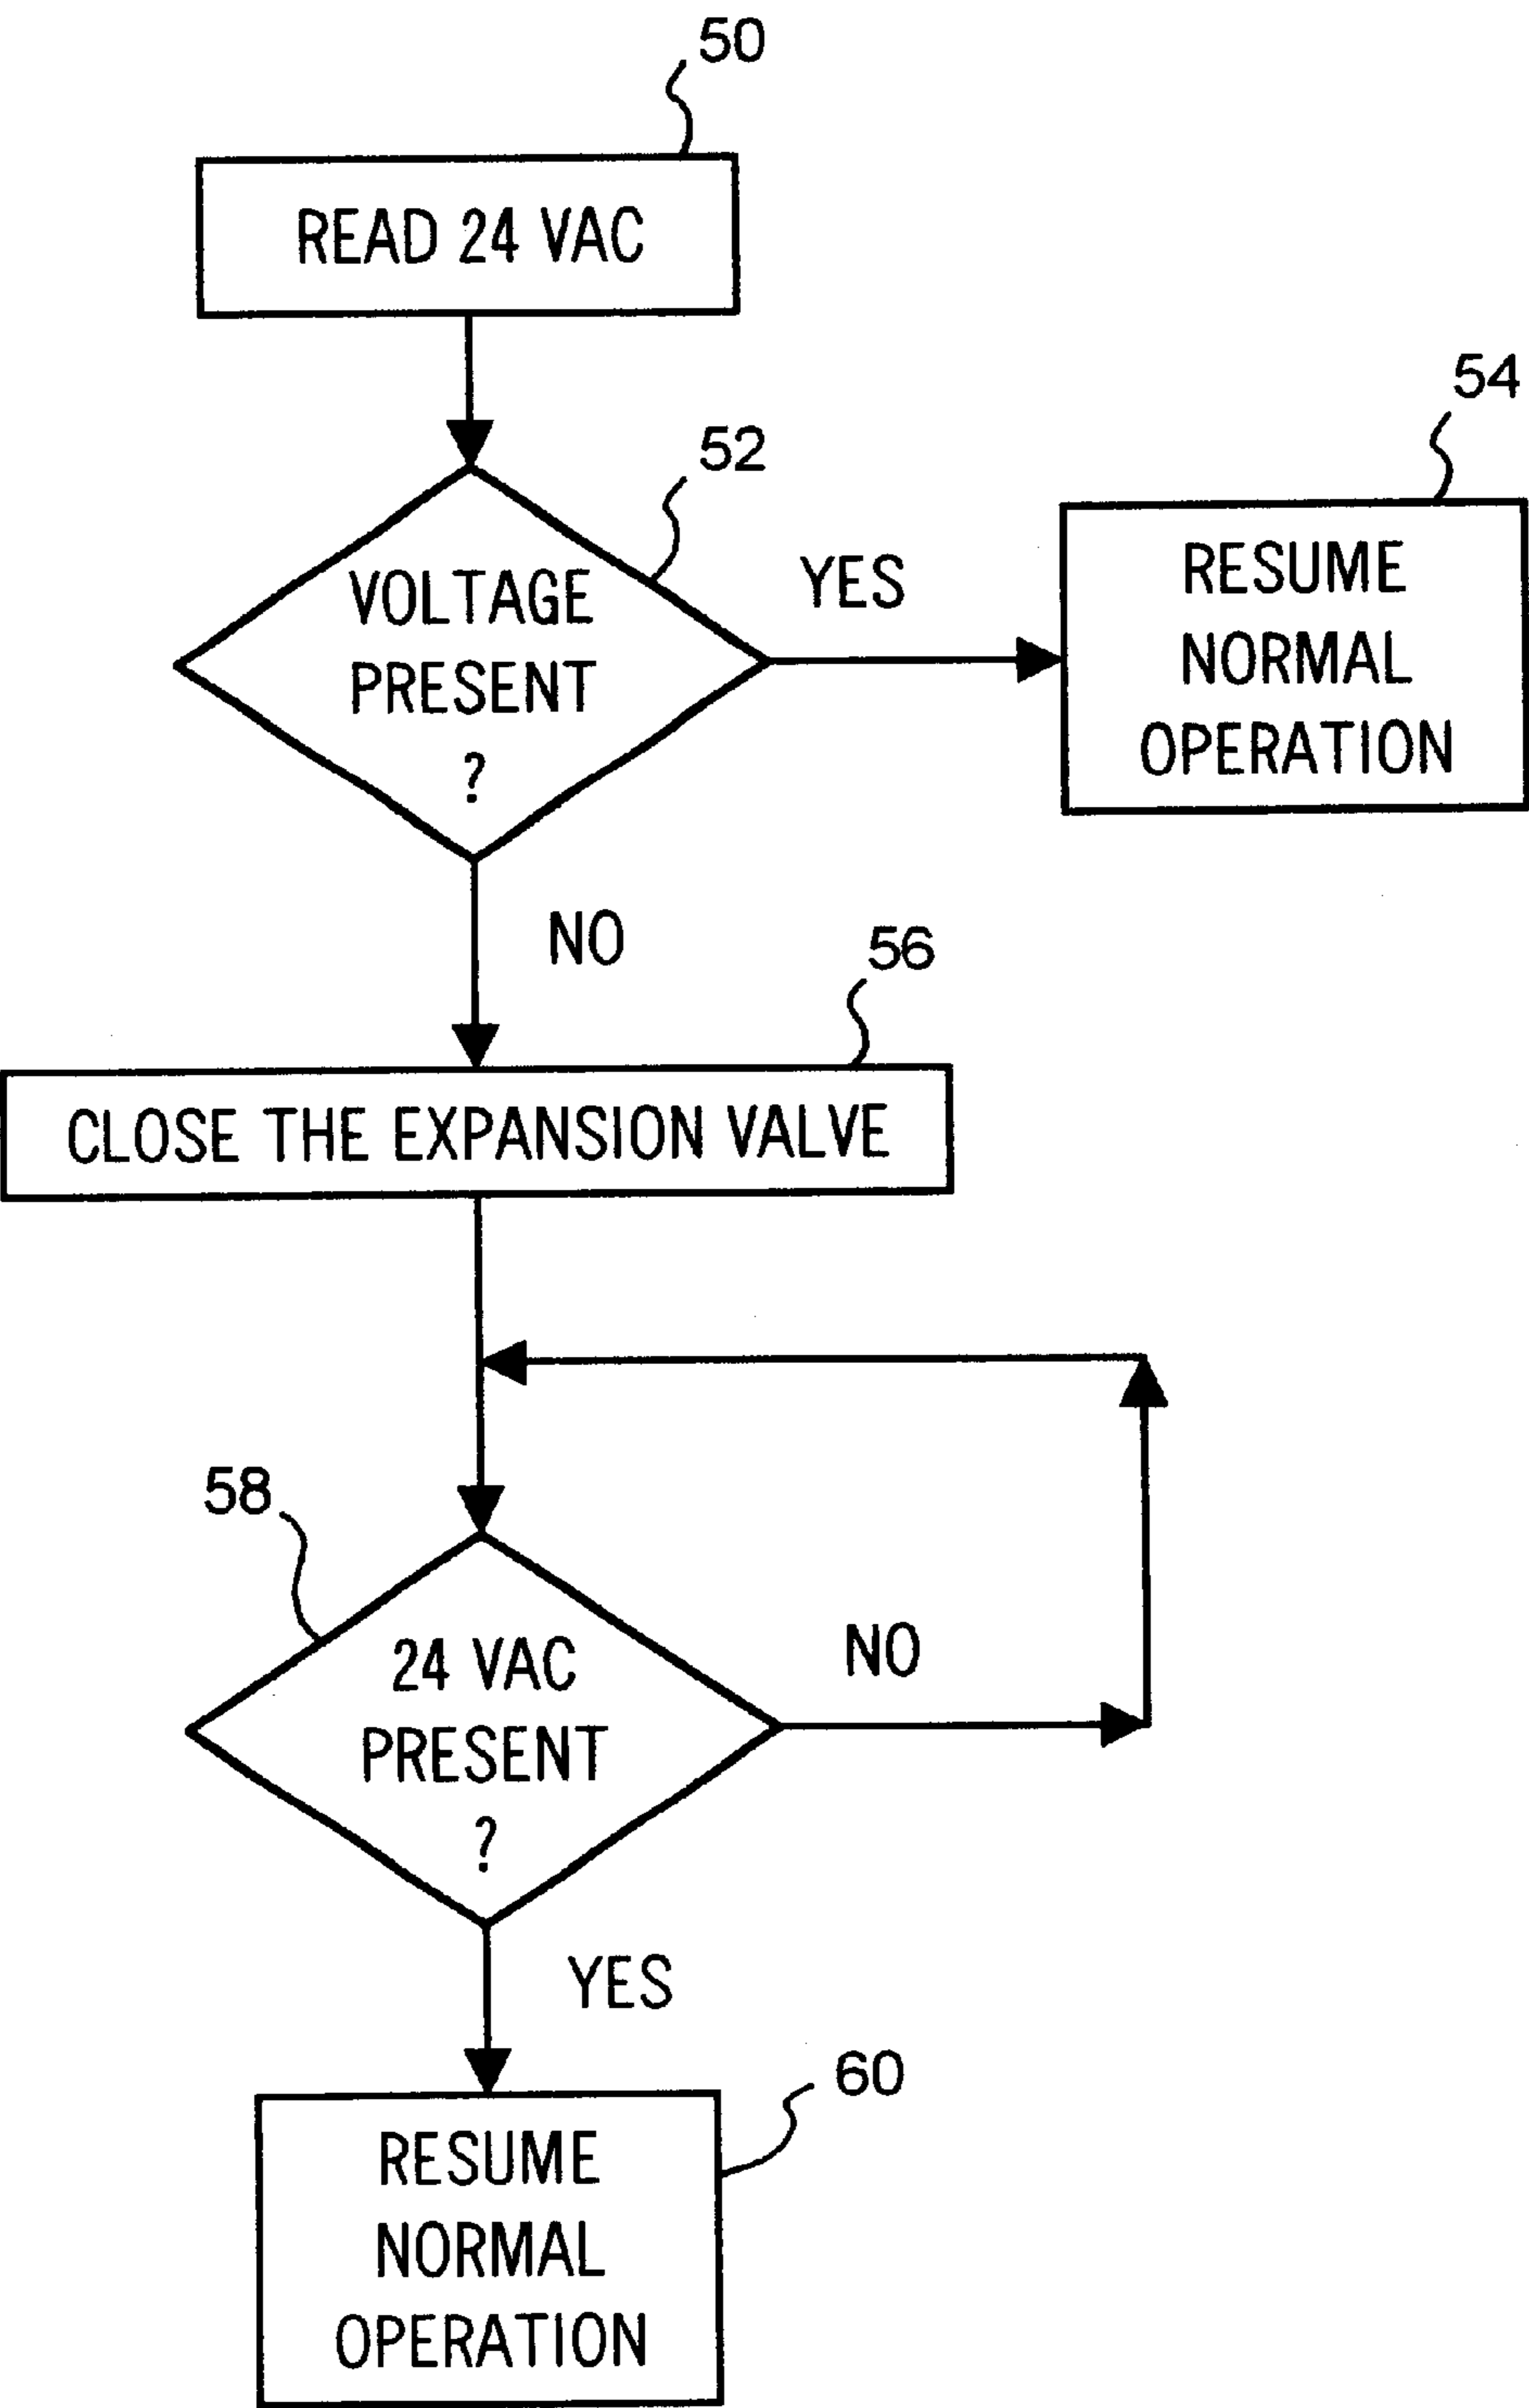 50
READ 24 VAC
52
VOLTAGE
PRESENT
?
YES
54
RESUME
NORMAL
OPERATION
NO
56
CLOSE THE EXPANSION VALVE
58
24 VAC
PRESENT
?
NO
YES
60
RESUME
NORMAL
OPERATION